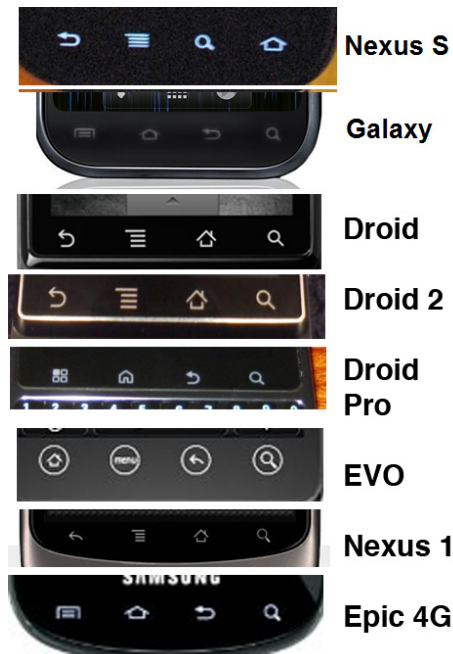 Nexus S
Galaxy
Droid
Droid 2
Droid
Pro
EVO
menu
Nexus 1
SAMSUNG
Epic 4G